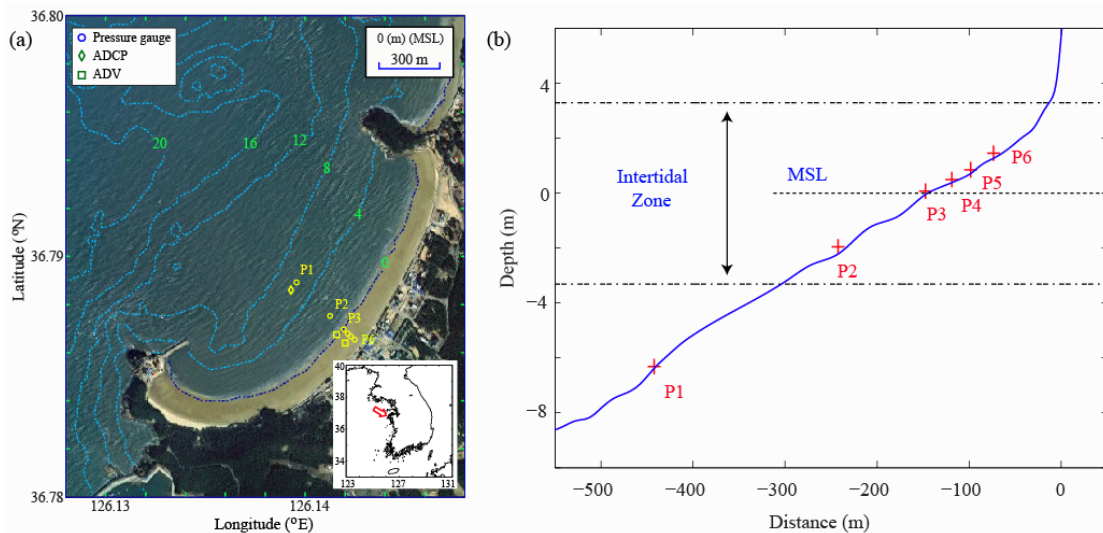 (a)
36.80
36.79
36.78
Latitude (°N)
126.13
126.14
Longitude (°E)
Pressure gauge
ADCP
ADV
0 (m) (MSL)
300 m
20
16
12
8
4
0
P1
P2
P3
P6
40
38
36
34
33
123
127
131
(b)
4
0
−4
−8
Depth (m)
Intertidal
Zone
MSL
P6
P5
P4
P3
P2
P1
−500
−400
−300
−200
−100
0
Distance (m)